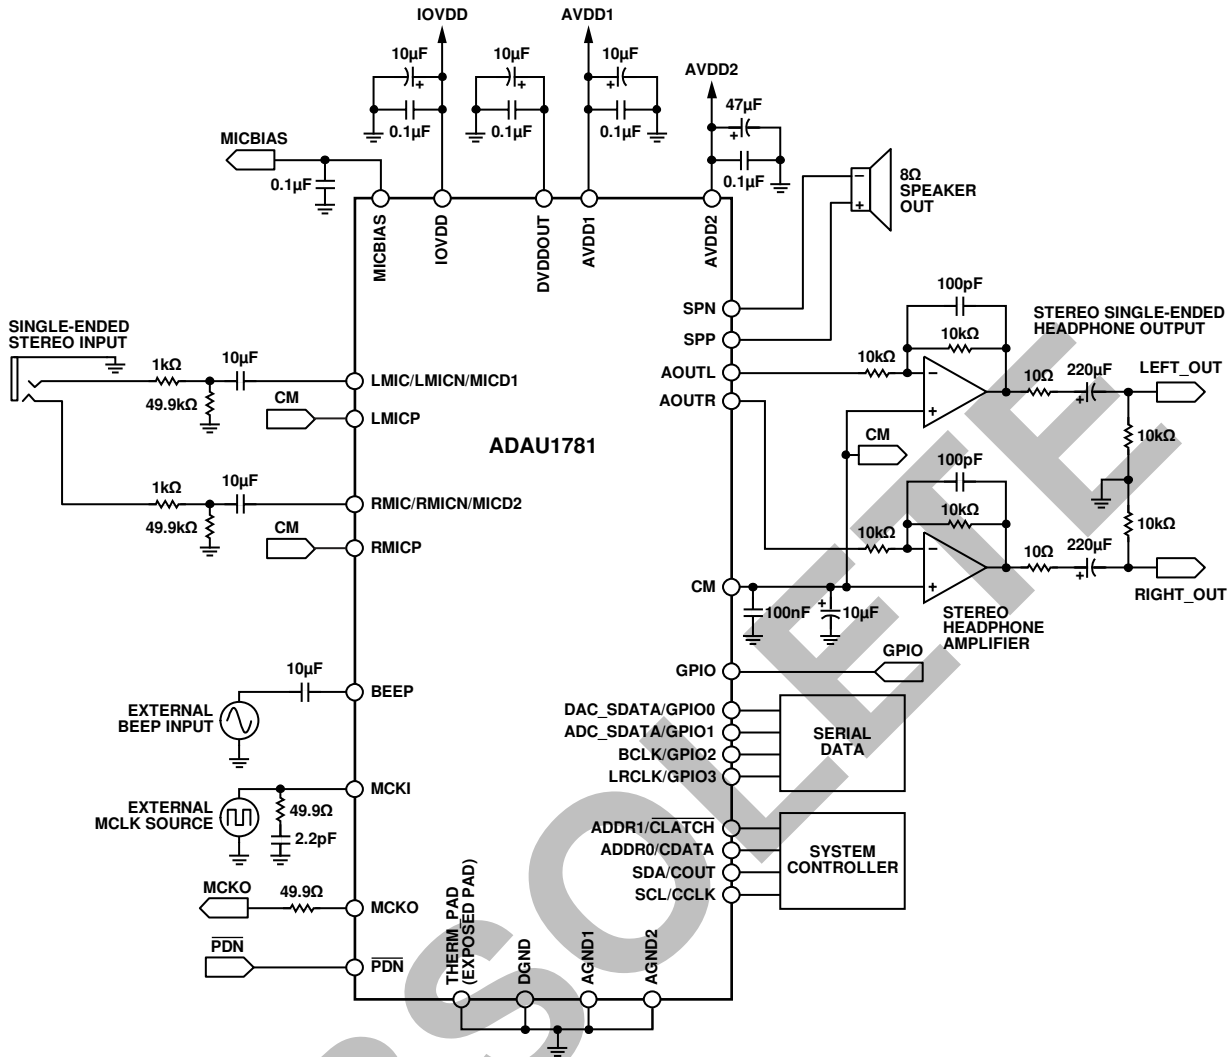 IOVDD
AVDD1
10µF
10µF
10µF
AVDD2
47µF
+
+
+
+
0.1µF
0.1µF
0.1µF
MICBIAS
0.1µF
0.1µF
8Ω
SPEAKER
OUT
−
+
MICBIAS
IOVDD
DVDDOUT
AVDD1
AVDD2
SPN
SPP
AOUTL
AOUTR
100pF
10kΩ
10kΩ
STEREO SINGLE-ENDED
HEADPHONE OUTPUT
SINGLE-ENDED
STEREO INPUT
1kΩ
10µF
49.9kΩ
LMIC/LMICN/MICD1
CM
LMICP
−
+
10Ω
220µF
+
LEFT_OUT
10kΩ
CM
ADAU1781
1kΩ
10µF
49.9kΩ
RMIC/RMICN/MICD2
CM
RMICP
100pF
10kΩ
10kΩ
−
+
10Ω
220µF
+
10kΩ
RIGHT_OUT
CM
100nF
+
10µF
STEREO
HEADPHONE
AMPLIFIER
GPIO
GPIO
10µF
BEEP
EXTERNAL
BEEP INPUT
DAC_SDATA/GPIO0
ADC_SDATA/GPIO1
BCLK/GPIO2
LRCLK/GPIO3
SERIAL
DATA
MCKI
EXTERNAL
MCLK SOURCE
49.9Ω
2.2pF
ADDR1/CLATCH
ADDR0/CDATA
SDA/COUT
SCL/CCLK
SYSTEM
CONTROLLER
MCKO
49.9Ω
MCKO
PDN
PDN
THERM_PAD
(EXPOSED PAD)
DGND
AGND1
AGND2
OBSOLETE